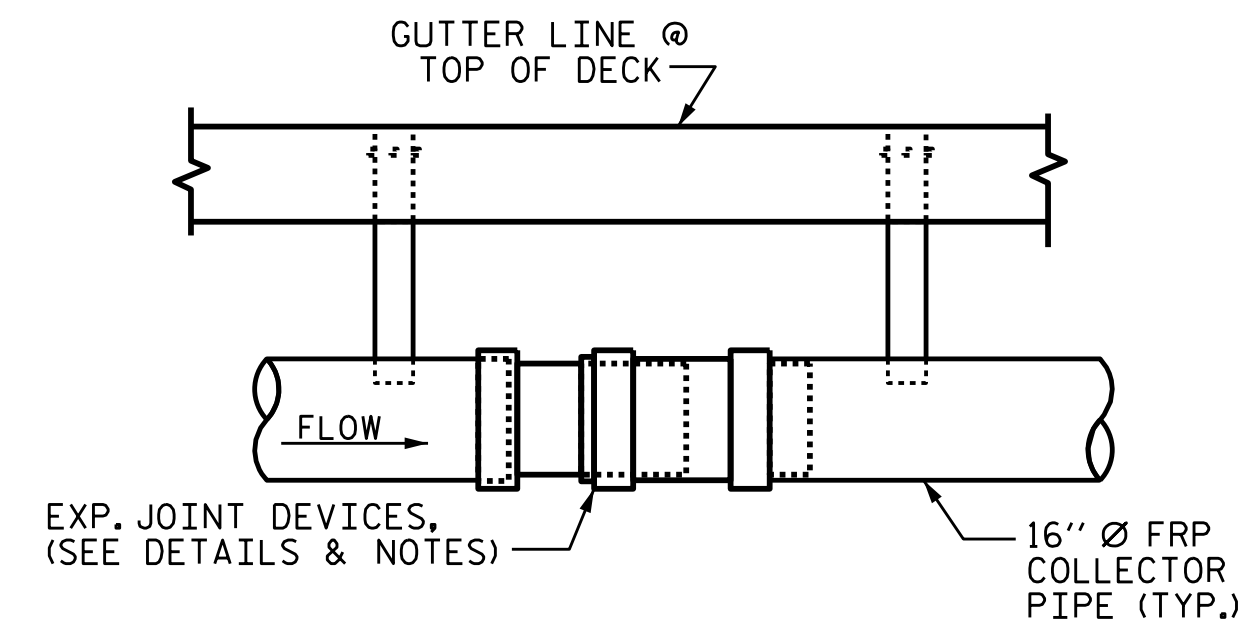 GUTTER LINE @
TOP OF DECK
FLOW
EXP. JOINT DEVICES,
(SEE DETAILS & NOTES)
16'' Ø FRP
COLLECTOR
PIPE (TYP.)